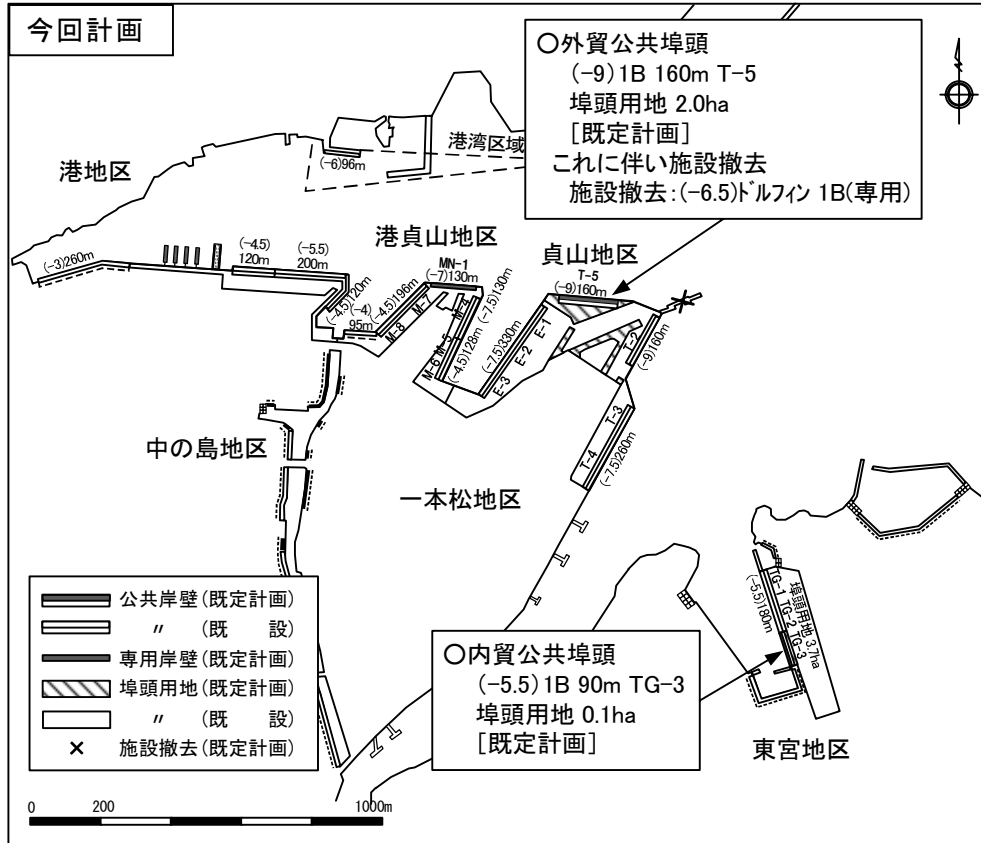 今回計画
○外貿公共埠頭
(-9)1B 160m T-5
埠頭用地 2.0ha
[既定計画]
これに伴い施設撤去
施設撤去:(-6.5)ドルフィン 1B(専用)
港湾区域
(-6)96m
港地区
港貞山地区
貞山地区
(-3)260m
(-4.5)
120m
(-5.5)
200m
(-4.5)120m
(-4)
95m
(-4.5)196m
M-8
M-7
MN-1
(-7)130m
M-4
M-5
M-6
(-7.5)130m
(-4.5)128m
(-7.5)330m
E-1
E-2
E-3
T-5
(-9)160m
T-2
(-9)160m
T-3
T-4
(-7.5)260m
中の島地区
一本松地区
TG-1 TG-2 TG-3
(-5.5)180m
埠頭用地 3.7ha
東宮地区
○内貿公共埠頭
(-5.5)1B 90m TG-3
埠頭用地 0.1ha
[既定計画]
公共岸壁(既定計画)
〃 (既 設)
専用岸壁(既定計画)
埠頭用地(既定計画)
〃 (既 設)
× 施設撤去(既定計画)
0 200 1000m